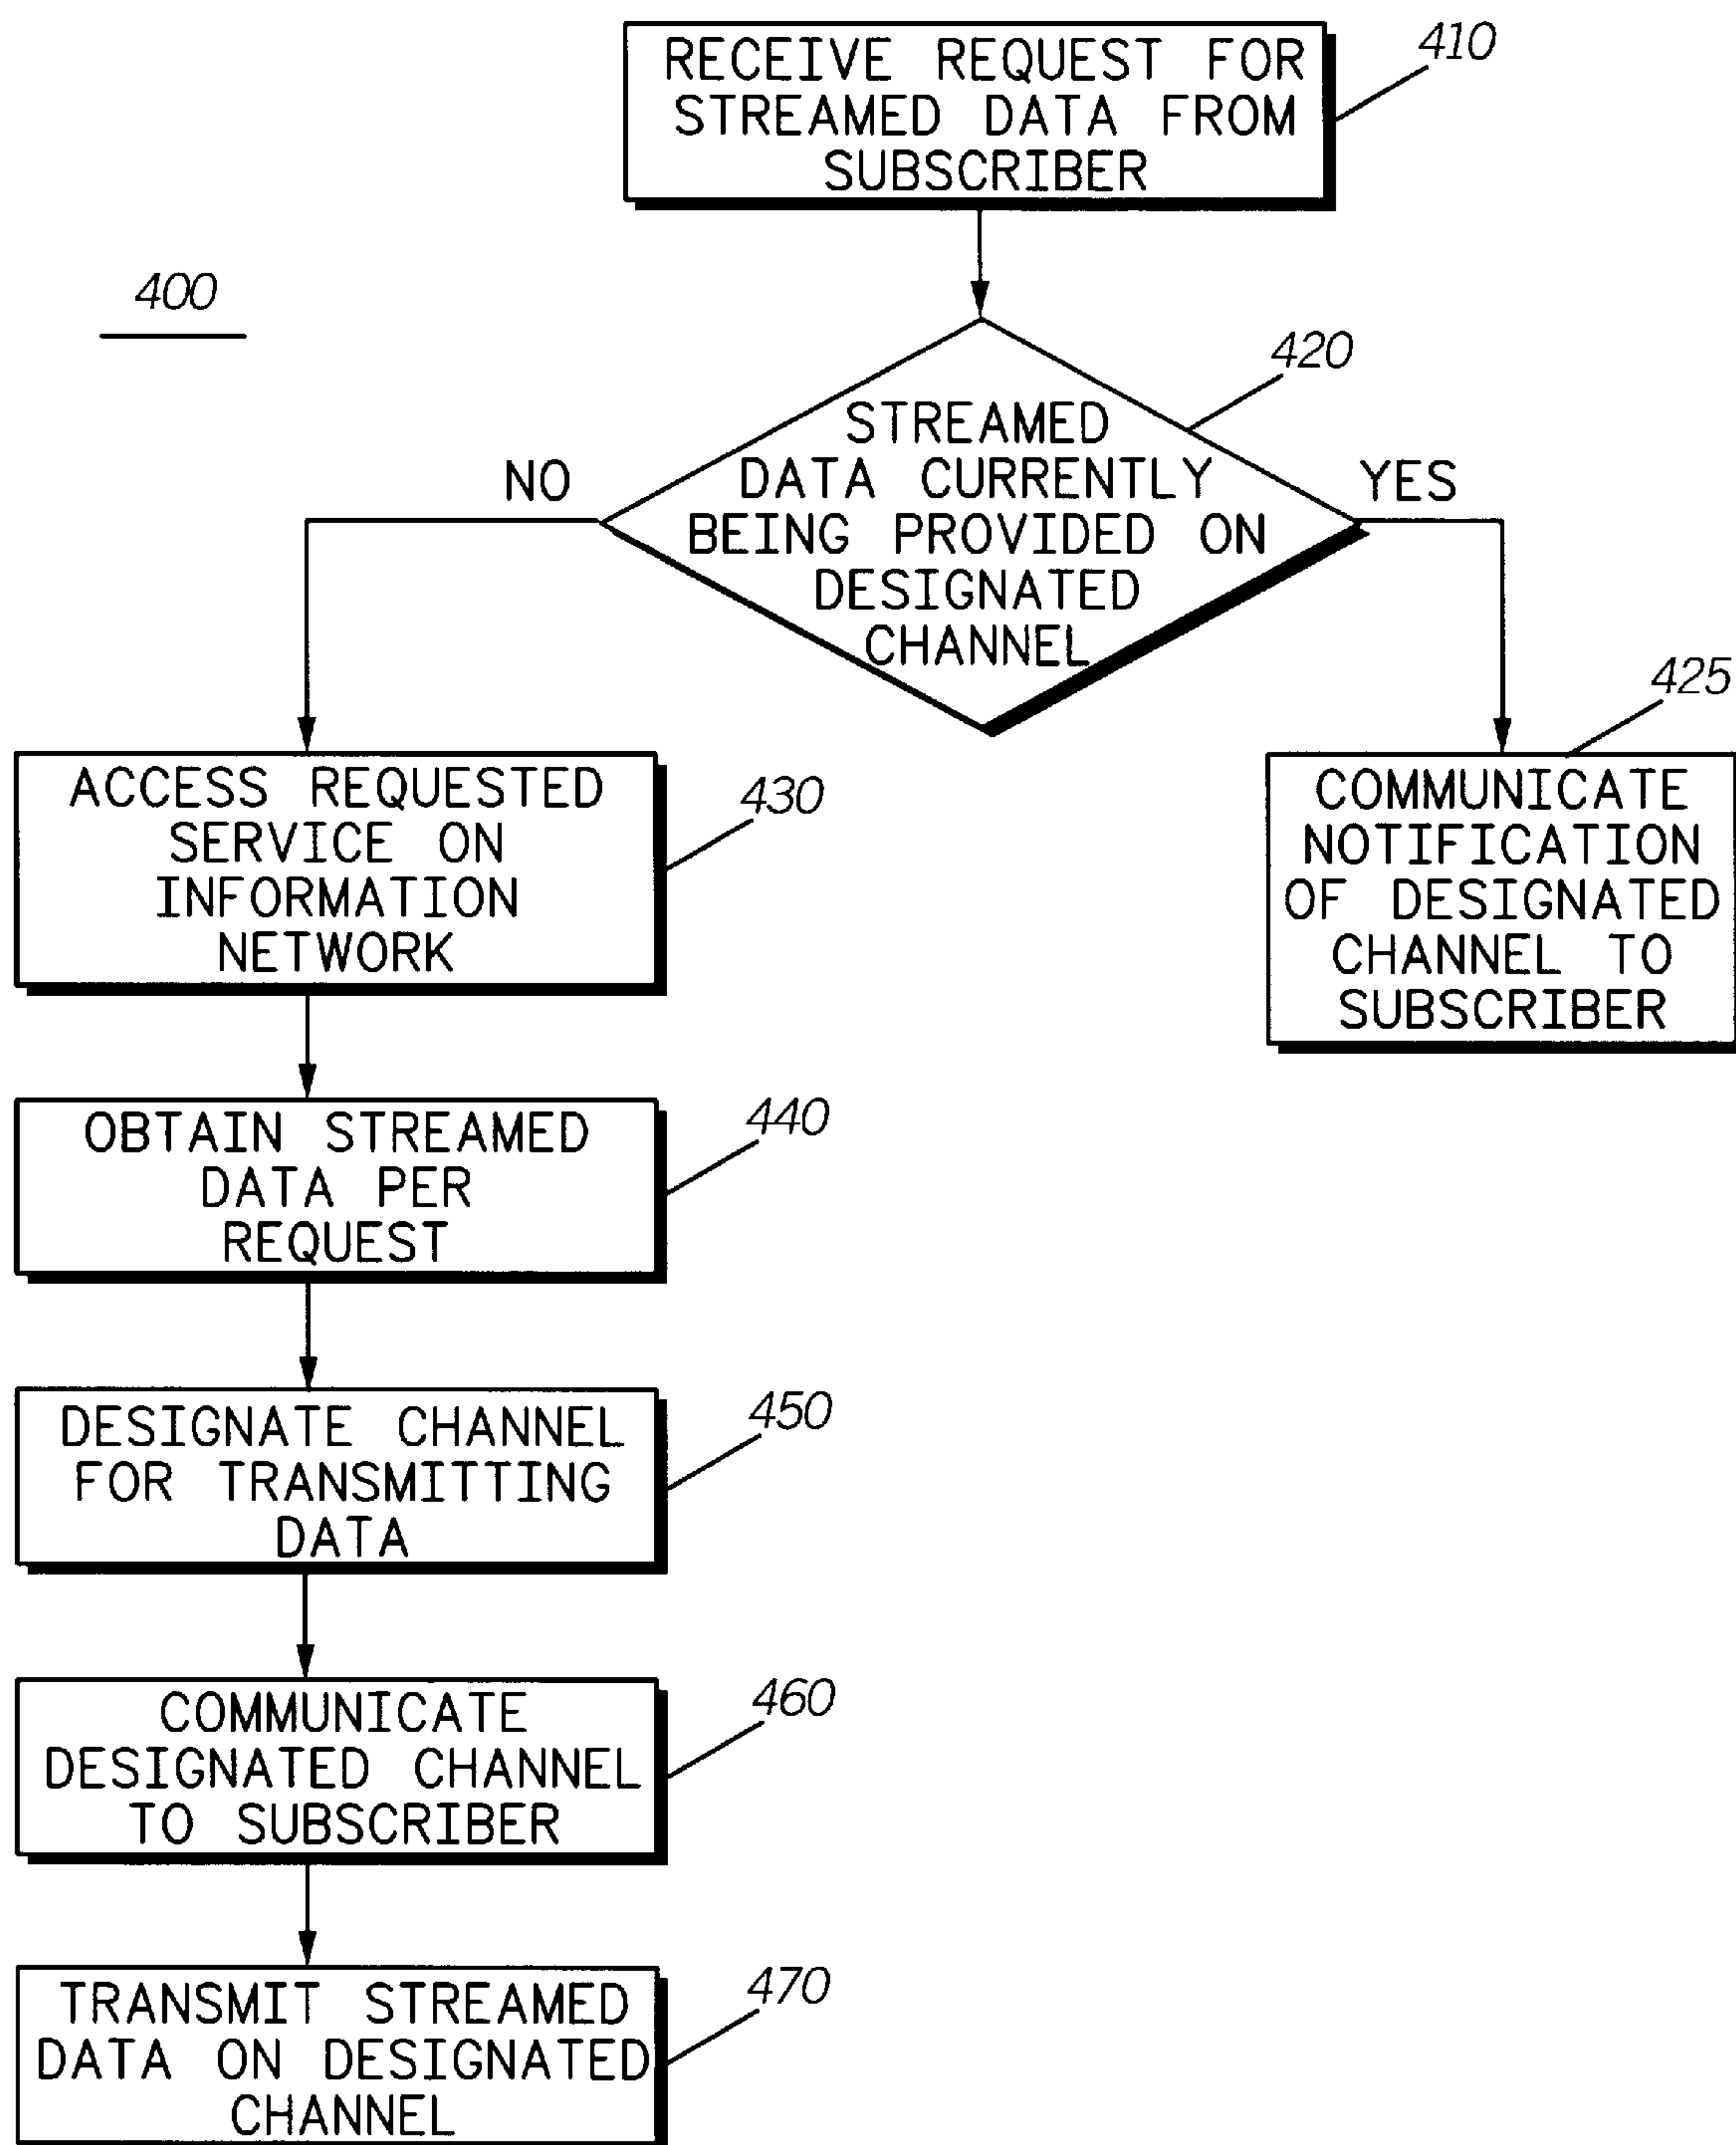 RECEIVE REQUEST FOR
STREAMED DATA FROM
SUBSCRIBER
410
400
420
STREAMED
DATA CURRENTLY
BEING PROVIDED ON
DESIGNATED
CHANNEL
NO
YES
425
COMMUNICATE
NOTIFICATION
OF DESIGNATED
CHANNEL TO
SUBSCRIBER
ACCESS REQUESTED
SERVICE ON
INFORMATION
NETWORK
430
OBTAIN STREAMED
DATA PER
REQUEST
440
DESIGNATE CHANNEL
FOR TRANSMITTING
DATA
450
COMMUNICATE
DESIGNATED CHANNEL
TO SUBSCRIBER
460
TRANSMIT STREAMED
DATA ON DESIGNATED
CHANNEL
470